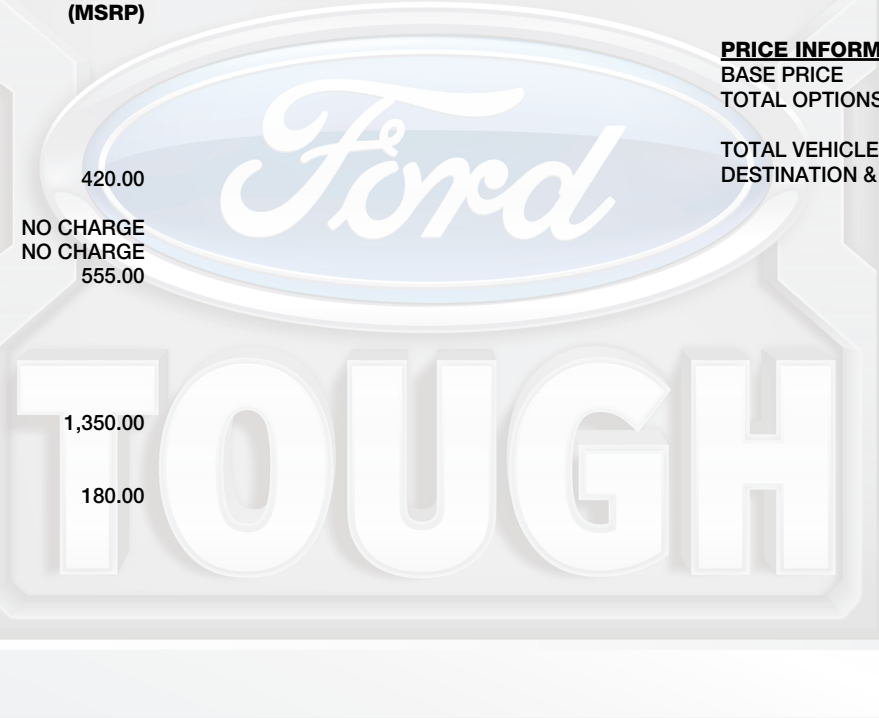 (MSRP)
420.00
NO CHARGE
NO CHARGE
555.00
1,350.00
180.00
PRICE INFORM
BASE PRICE
TOTAL OPTIONS
TOTAL VEHICLE
DESTINATION &
Ford
TOUGH